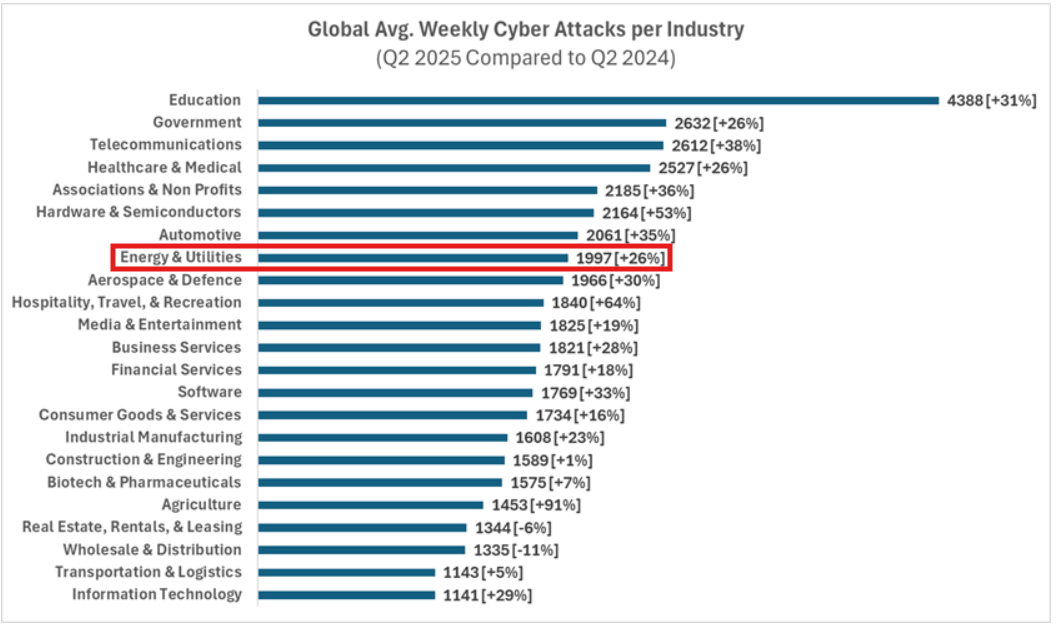 Global Avg. Weekly Cyber Attacks per Industry
(Q2 2025 Compared to Q2 2024)
Education 4388 [+31%]
Government 2632 [+26%]
Telecommunications 2612 [+38%]
Healthcare & Medical 2527 [+26%]
Associations & Non Profits 2185 [+36%]
Hardware & Semiconductors 2164 [+53%]
Automotive 2061 [+35%]
Energy & Utilities 1997 [+26%]
Aerospace & Defence 1966 [+30%]
Hospitality, Travel, & Recreation 1840 [+64%]
Media & Entertainment 1825 [+19%]
Business Services 1821 [+28%]
Financial Services 1791 [+18%]
Software 1769 [+33%]
Consumer Goods & Services 1734 [+16%]
Industrial Manufacturing 1608 [+23%]
Construction & Engineering 1589 [+1%]
Biotech & Pharmaceuticals 1575 [+7%]
Agriculture 1453 [+91%]
Real Estate, Rentals, & Leasing 1344 [-6%]
Wholesale & Distribution 1335 [-11%]
Transportation & Logistics 1143 [+5%]
Information Technology 1141 [+29%]